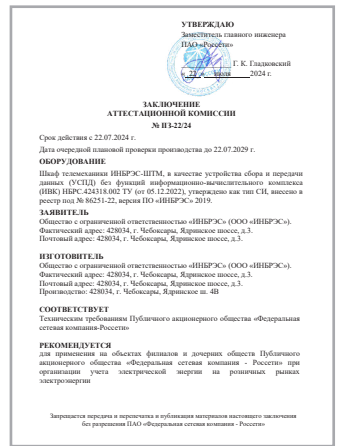 УТВЕРЖДАЮ
Заместитель главного инженера
ПАО «Россети»
Г. К. Гладковский
« 22 » июля 2024 г.
ЗАКЛЮЧЕНИЕ
АТТЕСТАЦИОННОЙ КОМИССИИ
№ ПЗ-22/24
Срок действия с 22.07.2024 г.
Дата очередной плановой проверки производства до 22.07.2029 г.
ОБОРУДОВАНИЕ
Шкаф телемеханики ИНБРЭС-ШТМ, в качестве устройства сбора и передачи
данных (УСПД) без функций информационно-вычислительного комплекса
(ИВК) НБРС.424318.002 ТУ (от 05.12.2022), утверждено как тип СИ, внесено в
реестр под № 86251-22, версия ПО «ИНБРЭС» 2019.
ЗАЯВИТЕЛЬ
Общество с ограниченной ответственностью «ИНБРЭС» (ООО «ИНБРЭС»).
Фактический адрес: 428034, г. Чебоксары, Ядринское шоссе, д.3.
Почтовый адрес: 428034, г. Чебоксары, Ядринское шоссе, д.3.
ИЗГОТОВИТЕЛЬ
Общество с ограниченной ответственностью «ИНБРЭС» (ООО «ИНБРЭС»).
Фактический адрес: 428034, г. Чебоксары, Ядринское шоссе, д.3.
Почтовый адрес: 428034, г. Чебоксары, Ядринское шоссе, д.3.
Производство: 428034, г. Чебоксары, Ядринское ш. 4В
СООТВЕТСТВУЕТ
Техническим требованиям Публичного акционерного общества «Федеральная
сетевая компания-Россети»
РЕКОМЕНДУЕТСЯ
для применения на объектах филиалов и дочерних обществ Публичного
акционерного общества «Федеральная сетевая компания - Россети» при
организации учета электрической энергии на розничных рынках
электроэнергии
Запрещается передача и перепечатка и публикация материалов настоящего заключения
без разрешения ПАО «Федеральная сетевая компания - Россети»